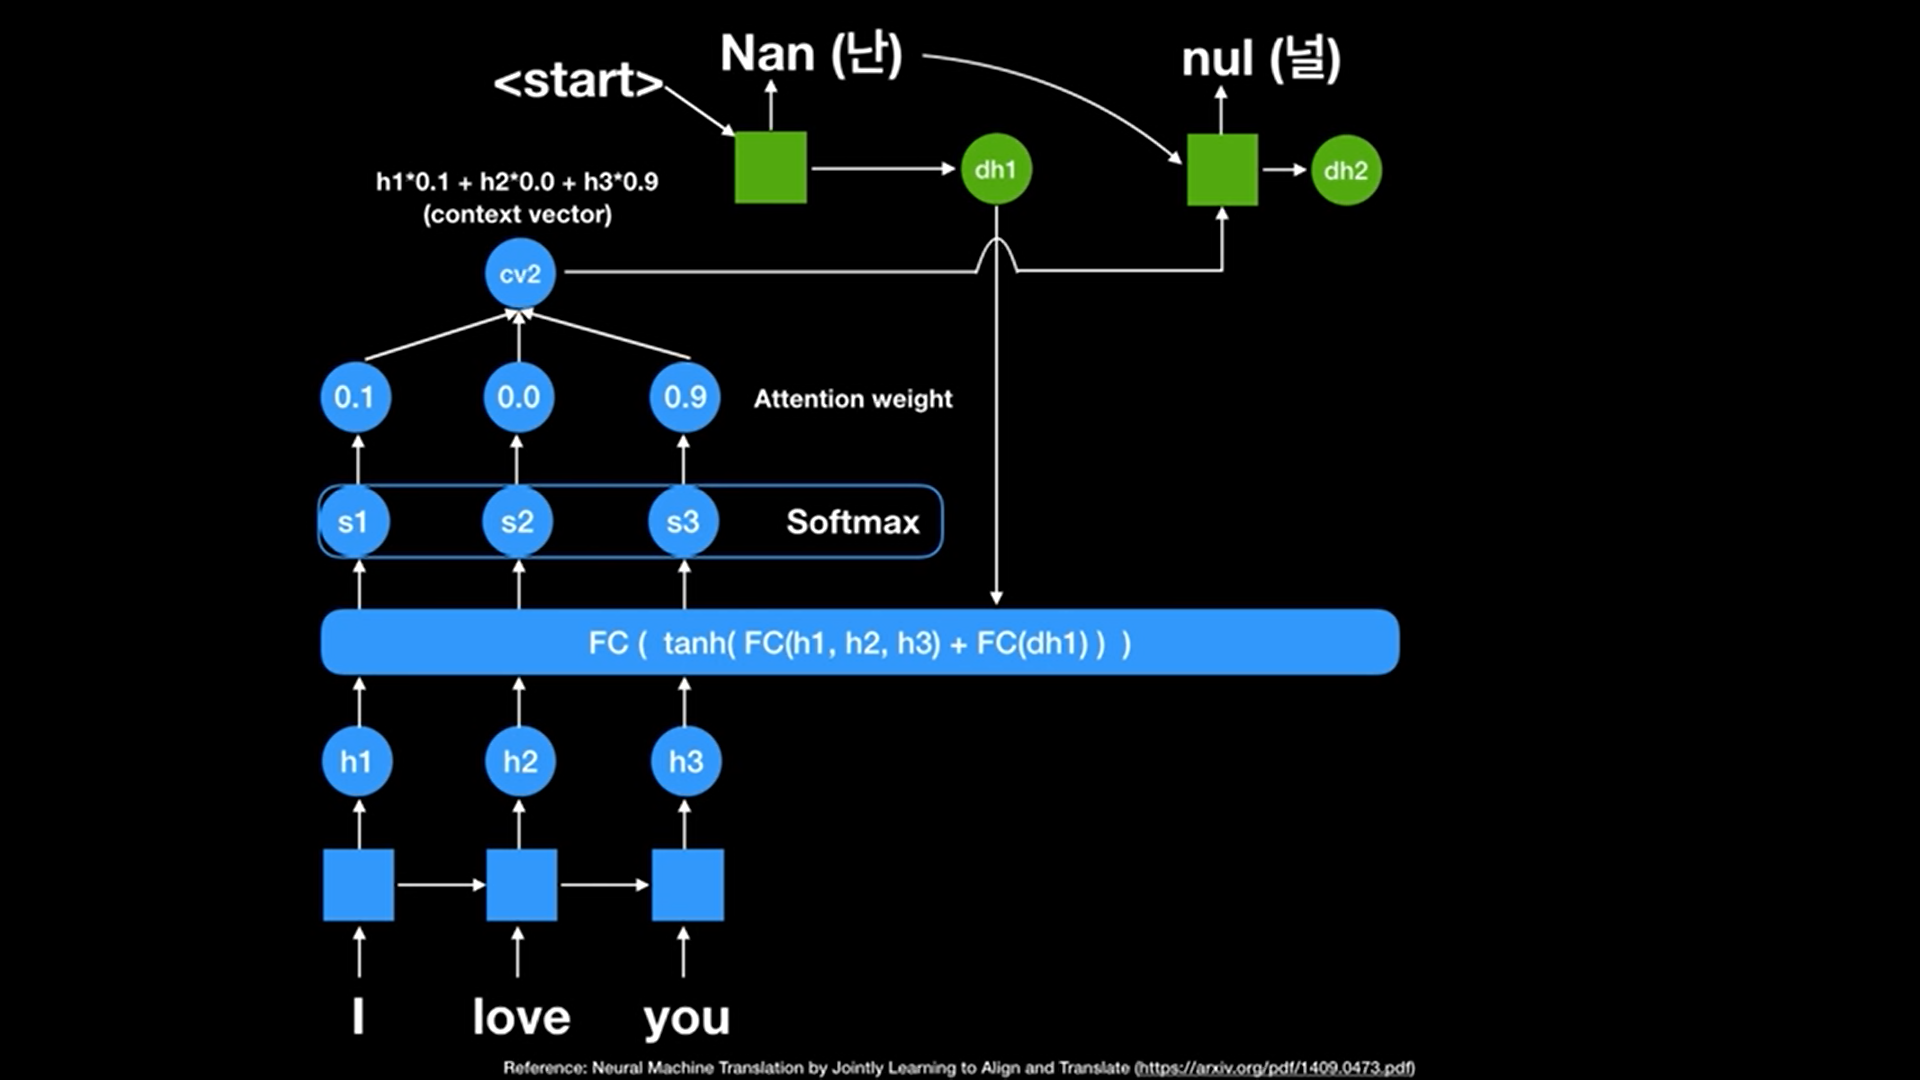 Nan (난)
nul (널)
<start>
dh1
dh2
h1*0.1 + h2*0.0 + h3*0.9
(context vector)
cv2
0.1
0.0
0.9
Attention weight
s1
s2
s3
Softmax
FC ( tanh( FC(h1, h2, h3) + FC(dh1) ) )
h1
h2
h3
I
love
you
Reference: Neural Machine Translation by Jointly Learning to Align and Translate (https://arxiv.org/pdf/1409.0473.pdf)